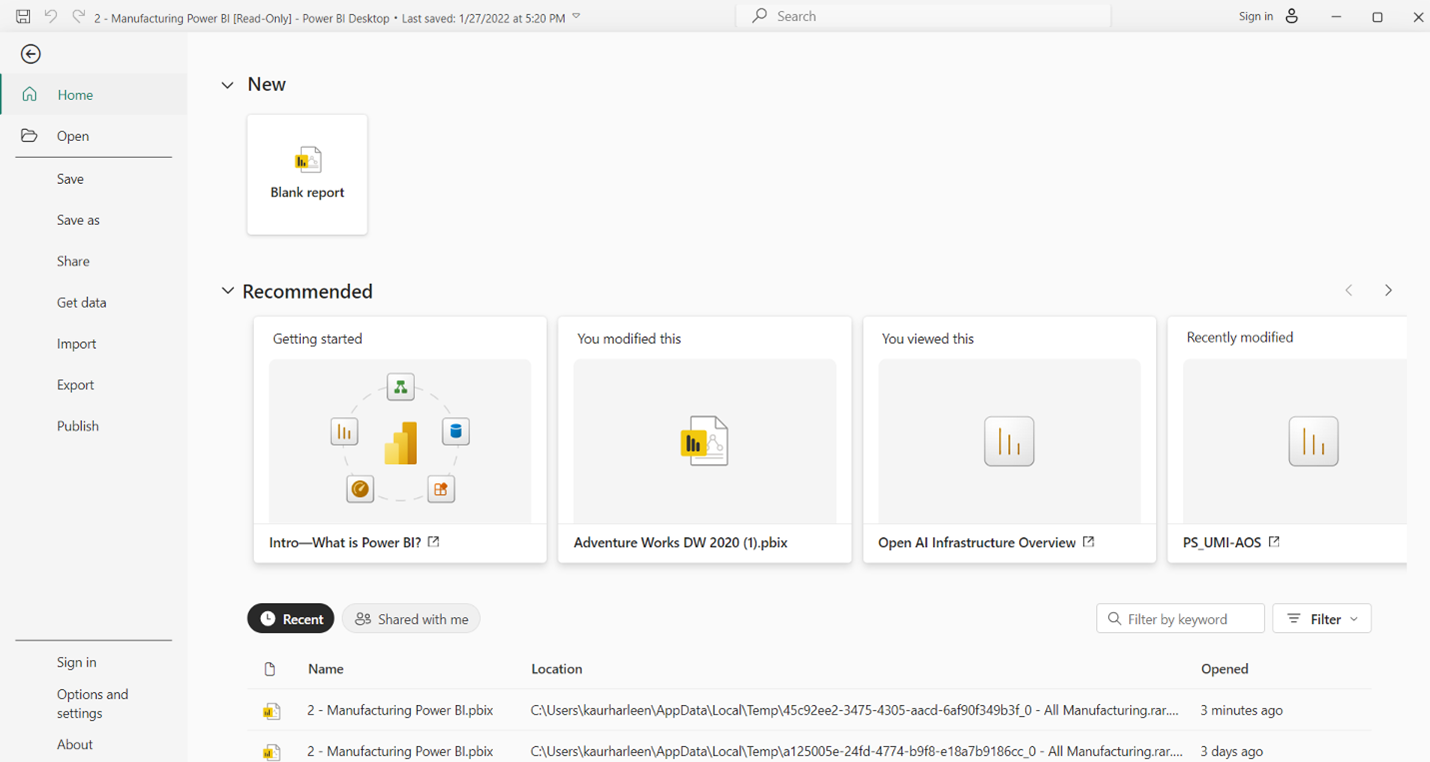 2 - Manufacturing Power BI [Read-Only] - Power BI Desktop • Last saved: 1/27/2022 at 5:20 PM
Search
Sign in
Home
Open
Save
Save as
Share
Get data
Import
Export
Publish
Sign in
Options and
settings
About
New
Blank report
Recommended
Getting started
You modified this
You viewed this
Recently modified
Intro—What is Power BI?
Adventure Works DW 2020 (1).pbix
Open AI Infrastructure Overview
PS_UMI-AOS
Recent
Shared with me
Filter by keyword
Filter
Name
Location
Opened
2 - Manufacturing Power BI.pbix C:\Users\kaurharleen\AppData\Local\Temp\45c92ee2-3475-4305-aacd-6af90f349b3f_0 - All Manufacturing.rar.... 3 minutes ago
2 - Manufacturing Power BI.pbix C:\Users\kaurharleen\AppData\Local\Temp\a125005e-24fd-4774-b9f8-e18a7b9186cc_0 - All Manufacturing.rar.... 3 days ago